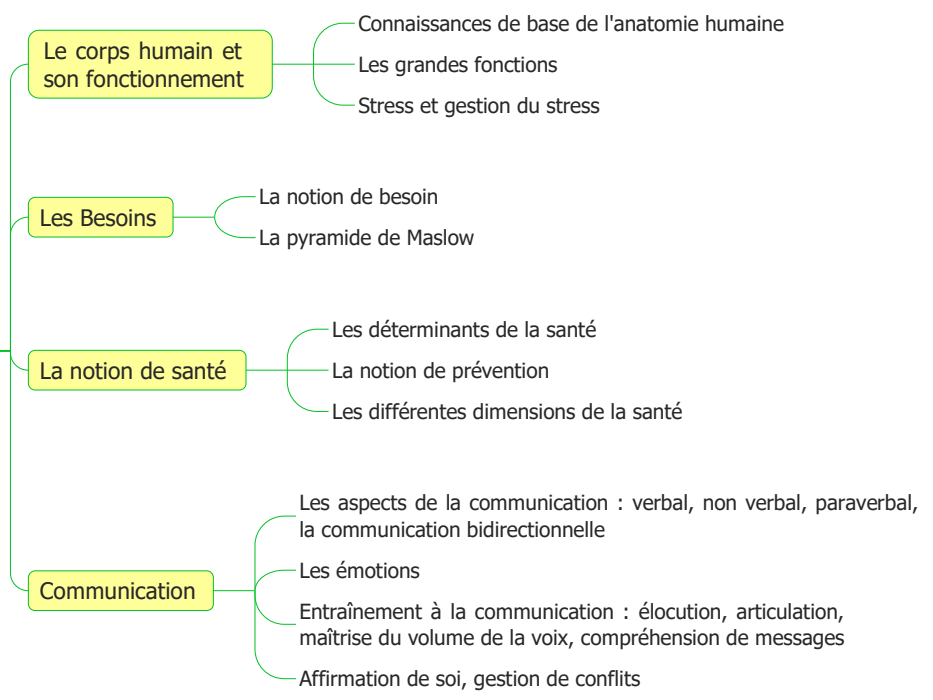 Le corps humain et
son fonctionnement
Connaissances de base de l'anatomie humaine
Les grandes fonctions
Stress et gestion du stress
Les Besoins
La notion de besoin
La pyramide de Maslow
La notion de santé
Les déterminants de la santé
La notion de prévention
Les différentes dimensions de la santé
Communication
Les aspects de la communication : verbal, non verbal, paraverbal,
la communication bidirectionnelle
Les émotions
Entraînement à la communication : élocution, articulation,
maîtrise du volume de la voix, compréhension de messages
Affirmation de soi, gestion de conflits